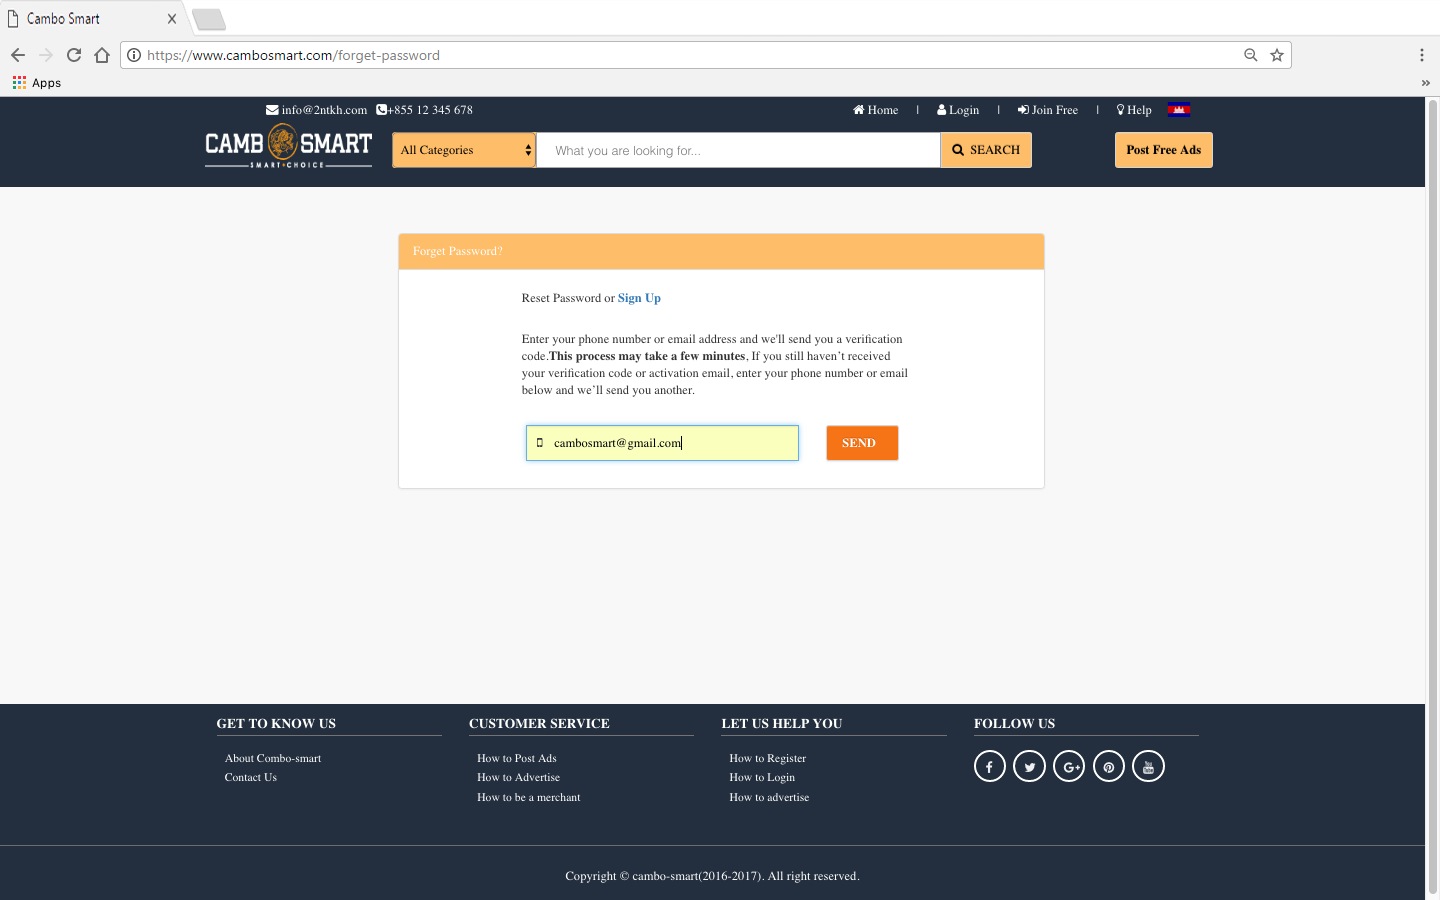 Cambo Smart
https://www.cambosmart.com/forget-password
Apps
info@2ntkh.com +855 12 345 678
Home | Login | Join Free | Help
CAMB SMART
SMART·CHOICE
All Categories
What you are looking for...
SEARCH
Post Free Ads
Forget Password?
Reset Password or Sign Up
Enter your phone number or email address and we'll send you a verification
code.This process may take a few minutes, If you still haven’t received
your verification code or activation email, enter your phone number or email
below and we’ll send you another.
cambosmart@gmail.com
SEND
GET TO KNOW US
About Combo-smart
Contact Us
CUSTOMER SERVICE
How to Post Ads
How to Advertise
How to be a merchant
LET US HELP YOU
How to Register
How to Login
How to advertise
FOLLOW US
Copyright © cambo-smart(2016-2017). All right reserved.